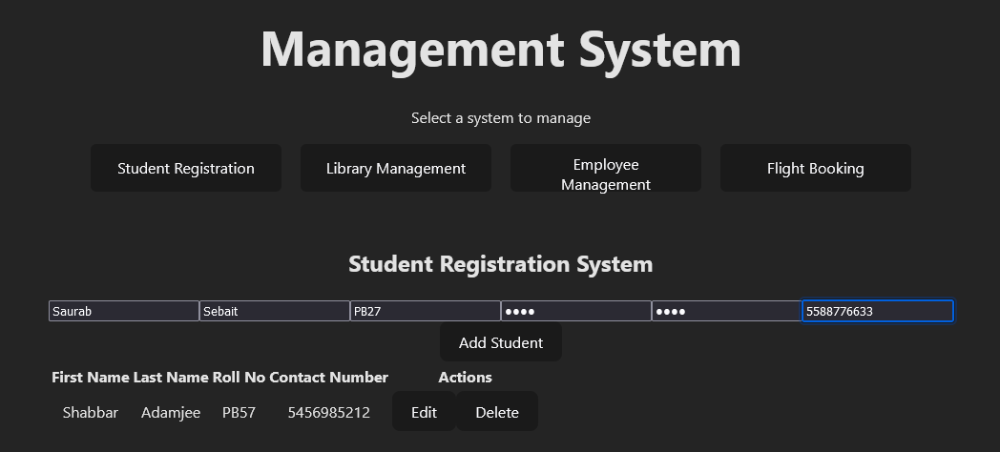 Management System
Select a system to manage
Student Registration Library Management Employee Management Flight Booking
Student Registration System
Saurab Sebait PB27 •••• •••• 5588776633
Add Student
First Name Last Name Roll No Contact Number Actions
Shabbar Adamjee PB57 5456985212 Edit Delete